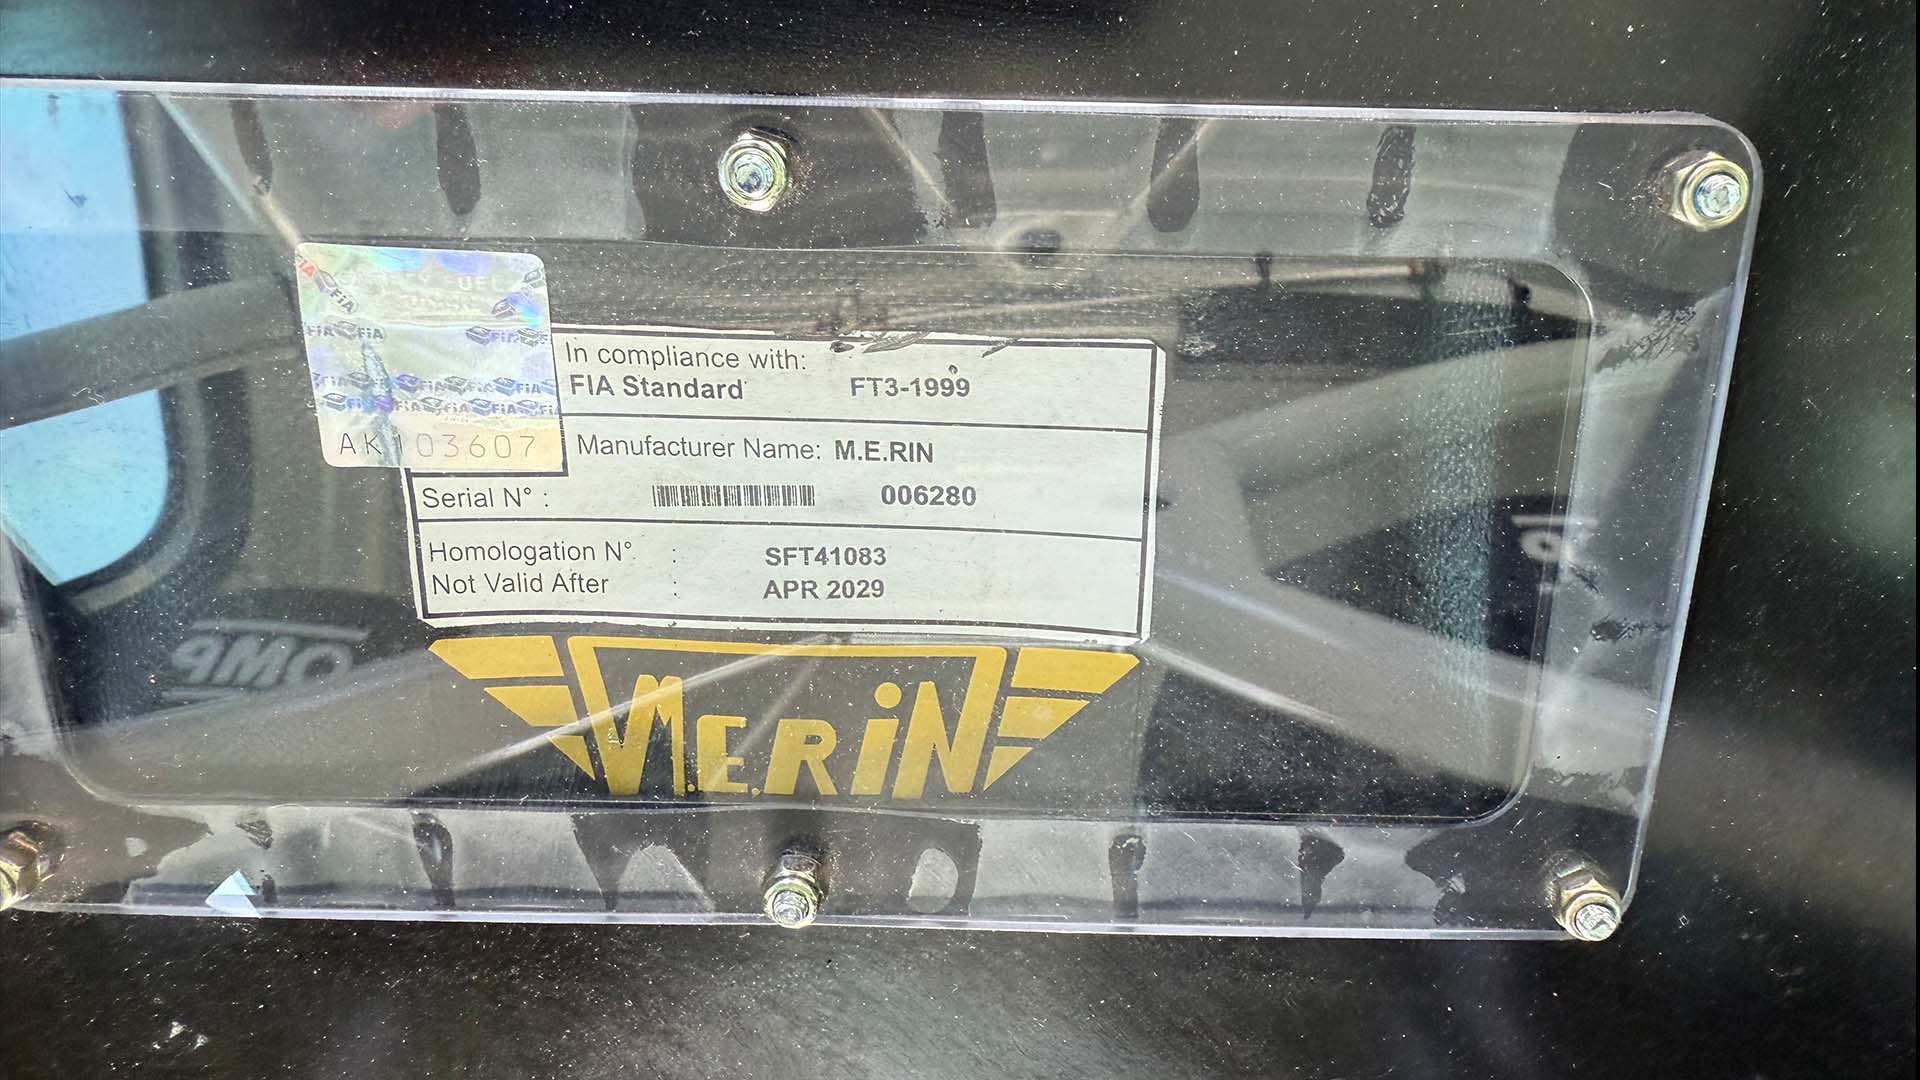 In compliance with:
FIA Standard FT3-1999
AK103607
Manufacturer Name: M.E.RIN
Serial N° : 006280
Homologation N° : SFT41083
Not Valid After : APR 2029
M.E.RiN
OMP